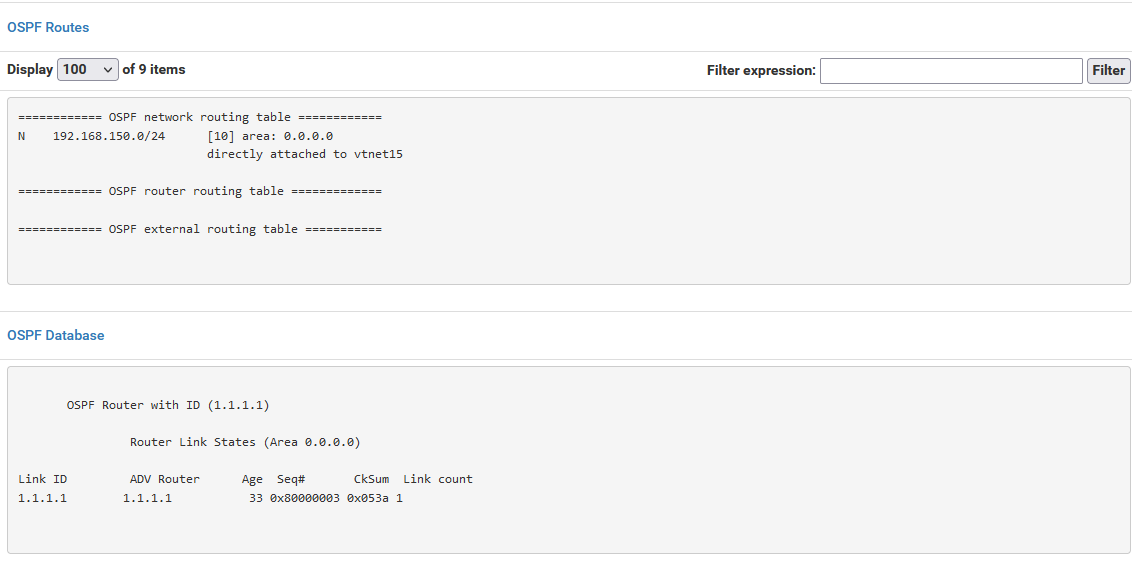 OSPF Routes
Display 100 of 9 items Filter expression: Filter
============ OSPF network routing table ============
N    192.168.150.0/24      [10] area: 0.0.0.0
                           directly attached to vtnet15
============ OSPF router routing table =============
============ OSPF external routing table ===========
OSPF Database
       OSPF Router with ID (1.1.1.1)
                Router Link States (Area 0.0.0.0)
Link ID         ADV Router      Age  Seq#       CkSum  Link count
1.1.1.1        1.1.1.1           33 0x80000003 0x053a 1